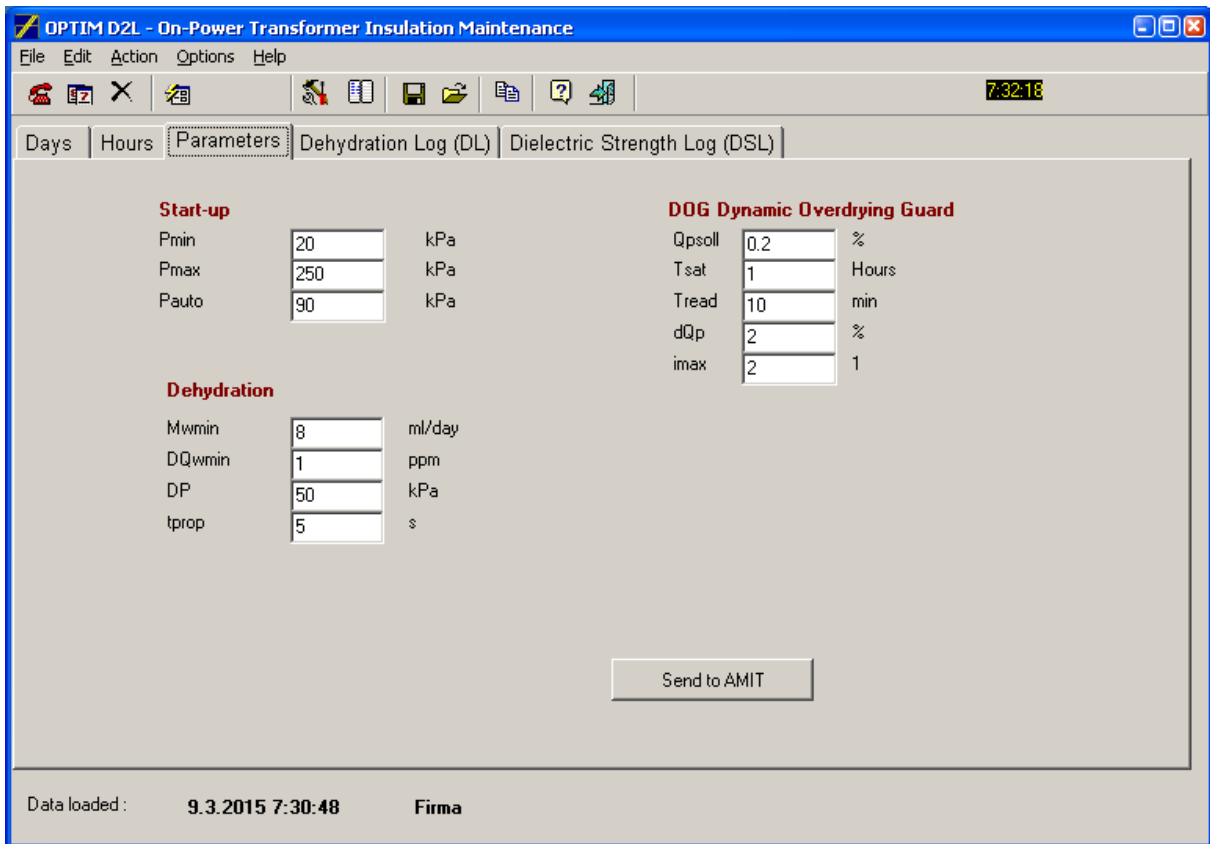 OPTIM D2L - On-Power Transformer Insulation Maintenance
File Edit Action Options Help
7:32:18
Days Hours Parameters Dehydration Log (DL) Dielectric Strength Log (DSL)
Start-up
Pmin 20 kPa
Pmax 250 kPa
Pauto 90 kPa
Dehydration
Mwmin 8 ml/day
DQwmin 1 ppm
DP 50 kPa
tprop 5 s
DOG Dynamic Overdrying Guard
Qpsoll 0.2 %
Tsat 1 Hours
Tread 10 min
dQp 2 %
imax 2 1
Send to AMIT
Data loaded : 9.3.2015 7:30:48 Firma